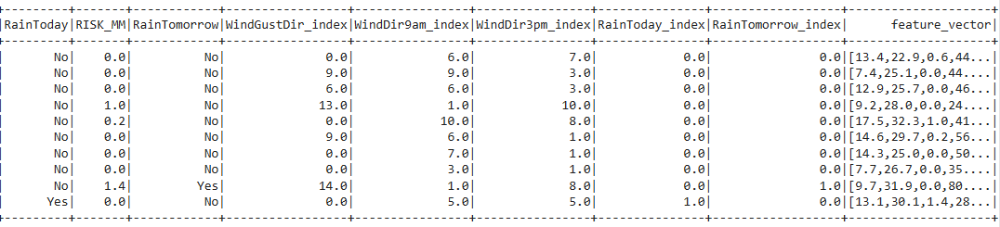 +---------+-------+------------+-----------------+----------------+----------------+---------------+------------------+--------------------+
|RainToday|RISK_MM|RainTomorrow|WindGustDir_index|WindDir9am_index|WindDir3pm_index|RainToday_index|RainTomorrow_index|      feature_vector|
+---------+-------+------------+-----------------+----------------+----------------+---------------+------------------+--------------------+
|       No|    0.0|          No|              0.0|             6.0|             7.0|            0.0|               0.0|[13.4,22.9,0.6,44...|
|       No|    0.0|          No|              9.0|             9.0|             3.0|            0.0|               0.0|[7.4,25.1,0.0,44....|
|       No|    0.0|          No|              6.0|             6.0|             3.0|            0.0|               0.0|[12.9,25.7,0.0,46...|
|       No|    1.0|          No|             13.0|             1.0|            10.0|            0.0|               0.0|[9.2,28.0,0.0,24....|
|       No|    0.2|          No|              0.0|            10.0|             8.0|            0.0|               0.0|[17.5,32.3,1.0,41...|
|       No|    0.0|          No|              9.0|             6.0|             1.0|            0.0|               0.0|[14.6,29.7,0.2,56...|
|       No|    0.0|          No|              0.0|             7.0|             1.0|            0.0|               0.0|[14.3,25.0,0.0,50...|
|       No|    0.0|          No|              0.0|             3.0|             1.0|            0.0|               0.0|[7.7,26.7,0.0,35....|
|       No|    1.4|         Yes|             14.0|             1.0|             8.0|            0.0|               1.0|[9.7,31.9,0.0,80....|
|      Yes|    0.0|          No|              0.0|             5.0|             5.0|            1.0|               0.0|[13.1,30.1,1.4,28...|
+---------+-------+------------+-----------------+----------------+----------------+---------------+------------------+--------------------+